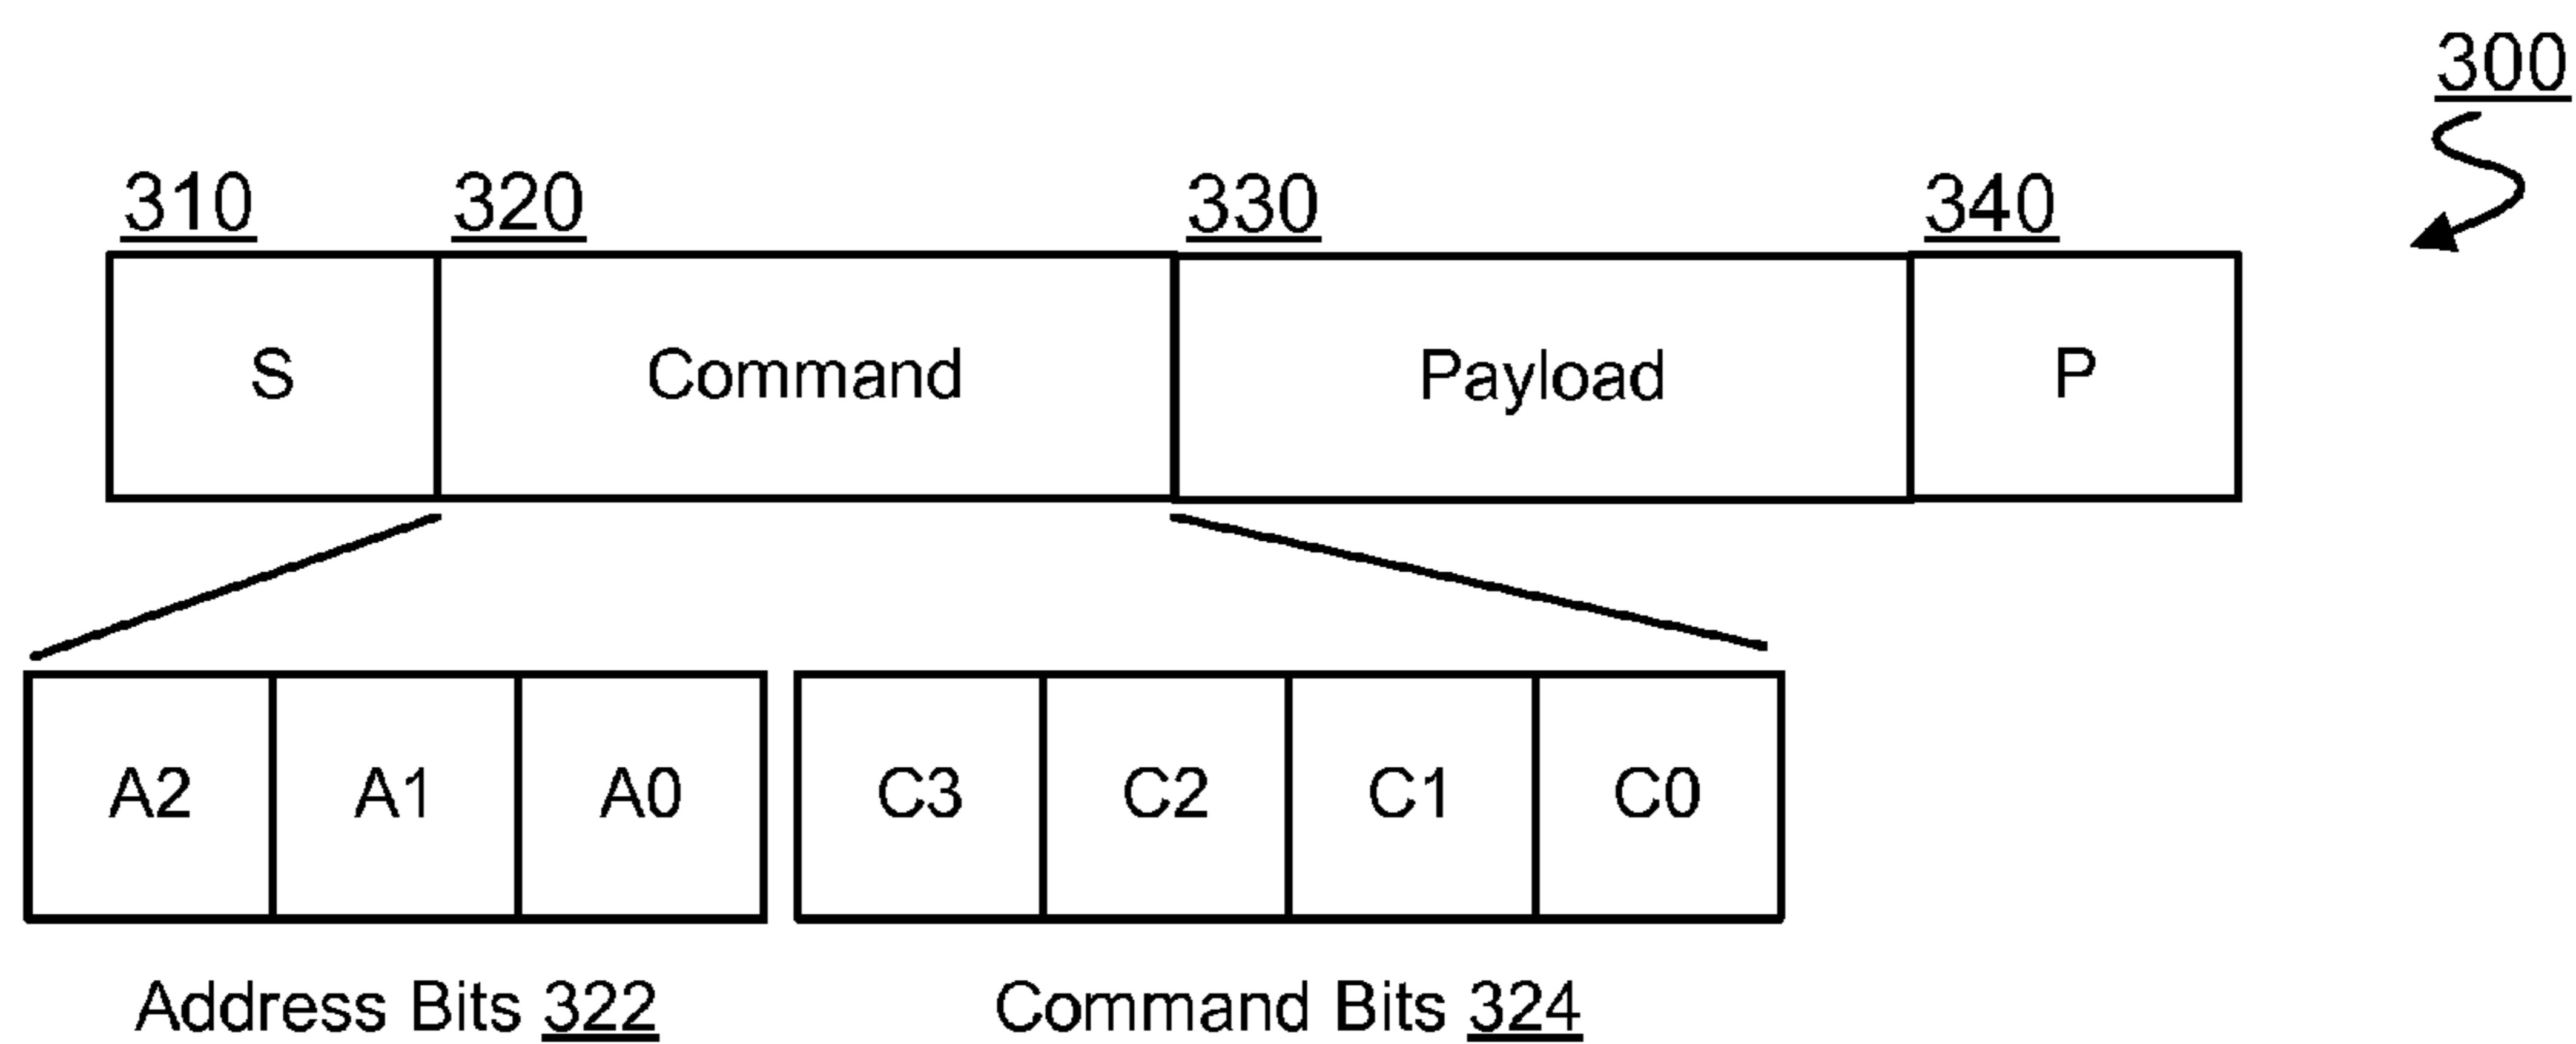 300
310 320 330 340
S Command Payload P
A2 A1 A0 C3 C2 C1 C0
Address Bits 322 Command Bits 324